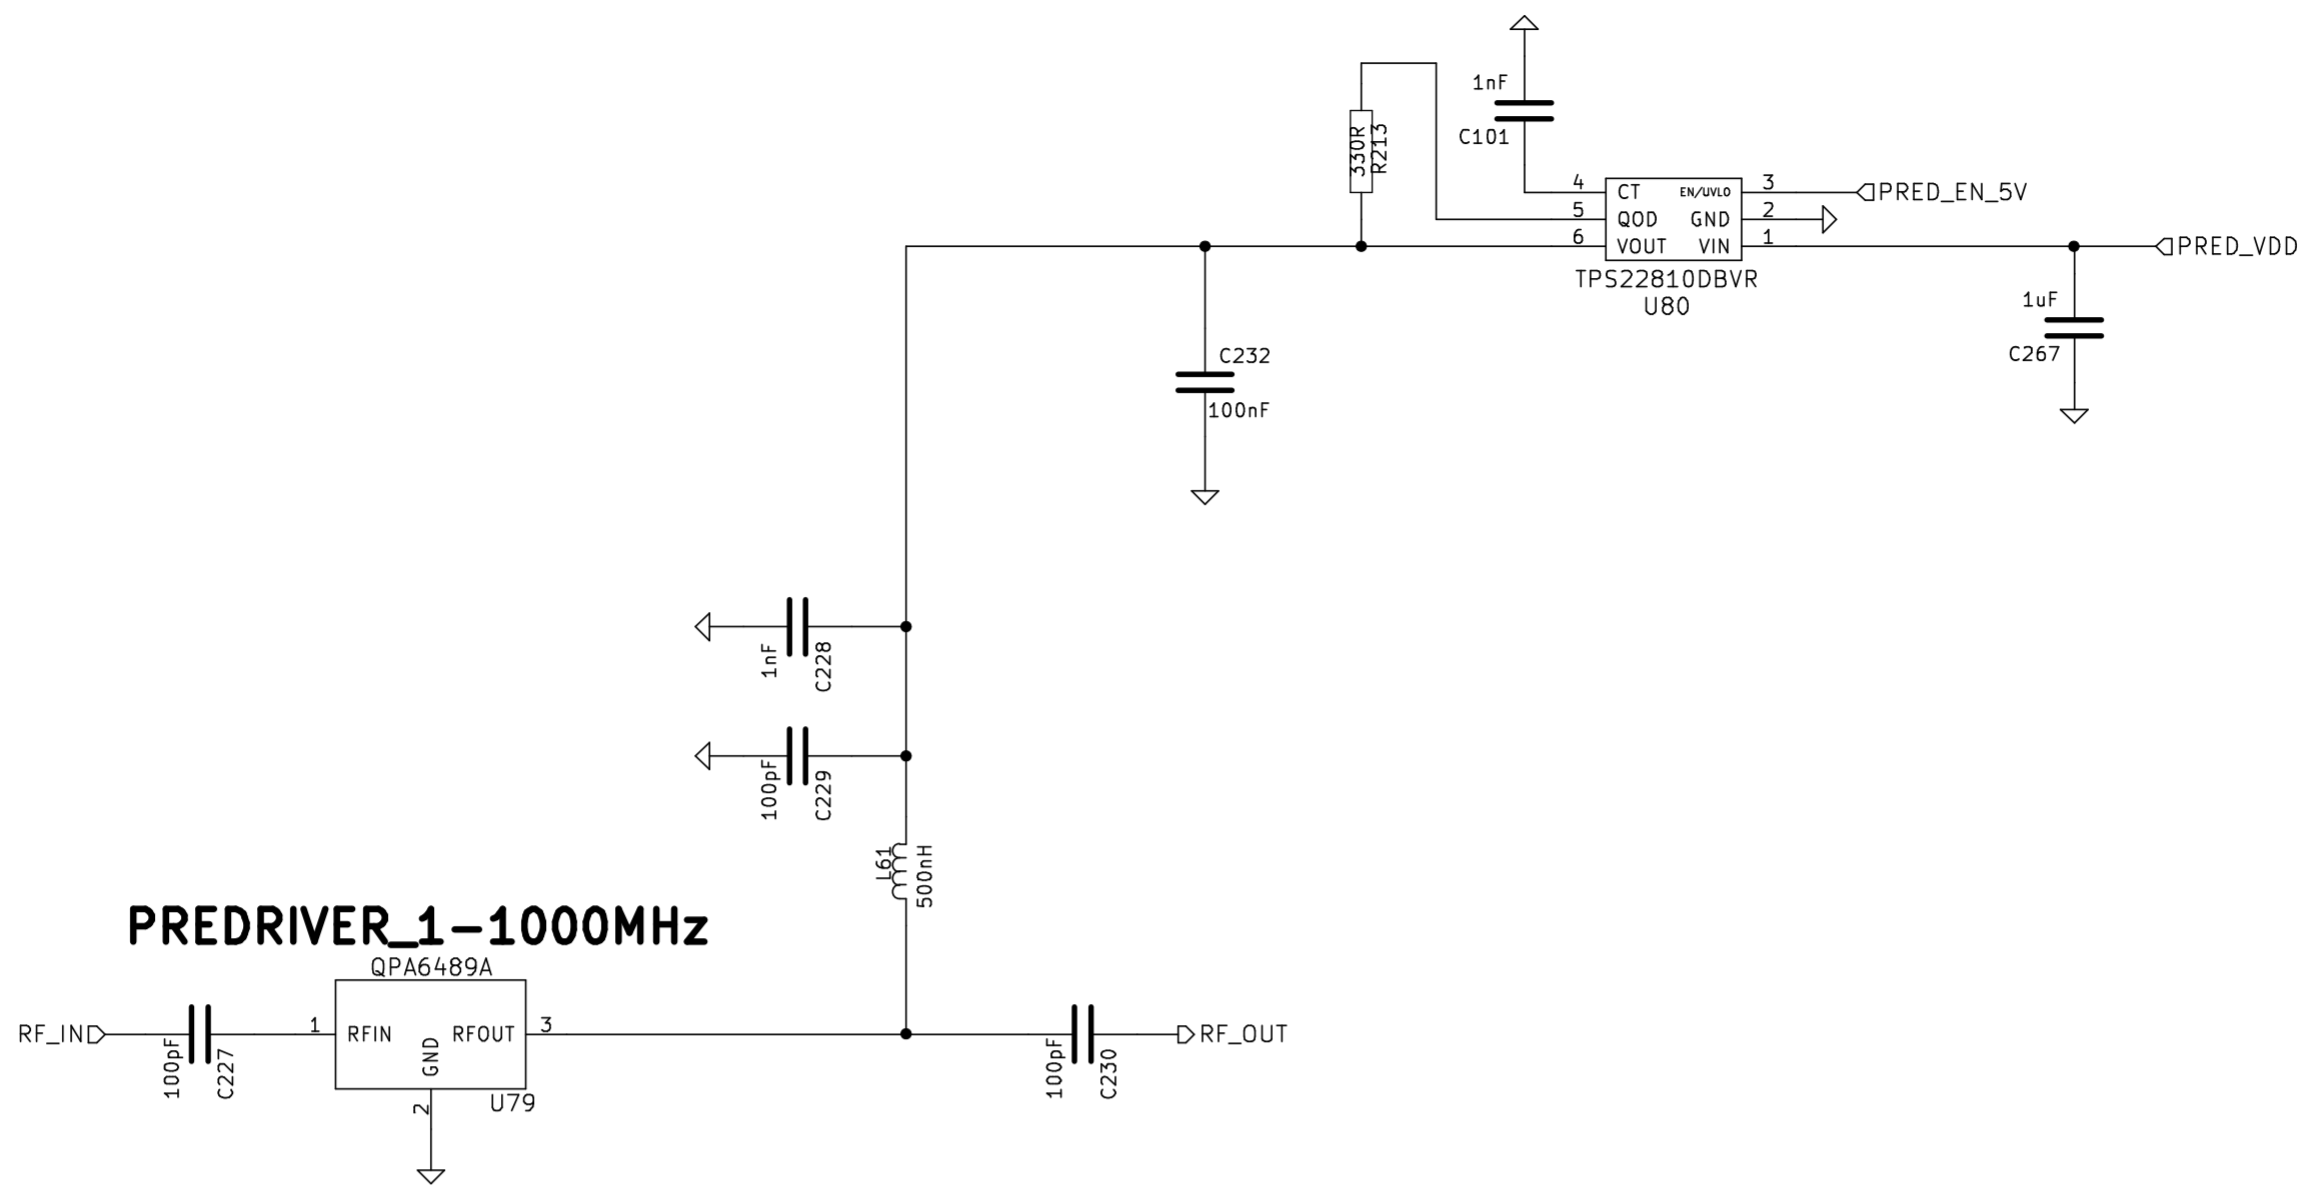 1nF
C101
330R
R213
4
CT
EN/UVLO
3
PRED_EN_5V
5
QOD
GND
2
6
VOUT
VIN
1
PRED_VDD
TPS22810DBVR
U80
1uF
C267
C232
100nF
1nF
C228
100pF
C229
L61
500nH
PREDRIVER_1-1000MHz
QPA6489A
RF_IN
100pF
C227
1
RFIN
GND
RFOUT
3
2
U79
100pF
C230
RF_OUT